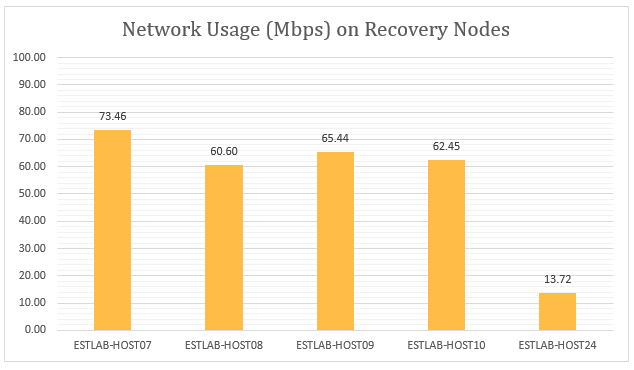 Network Usage (Mbps) on Recovery Nodes
100.00
90.00
80.00
70.00
60.00
50.00
40.00
30.00
20.00
10.00
0.00
73.46
60.60
65.44
62.45
13.72
ESTLAB-HOST07
ESTLAB-HOST08
ESTLAB-HOST09
ESTLAB-HOST10
ESTLAB-HOST24